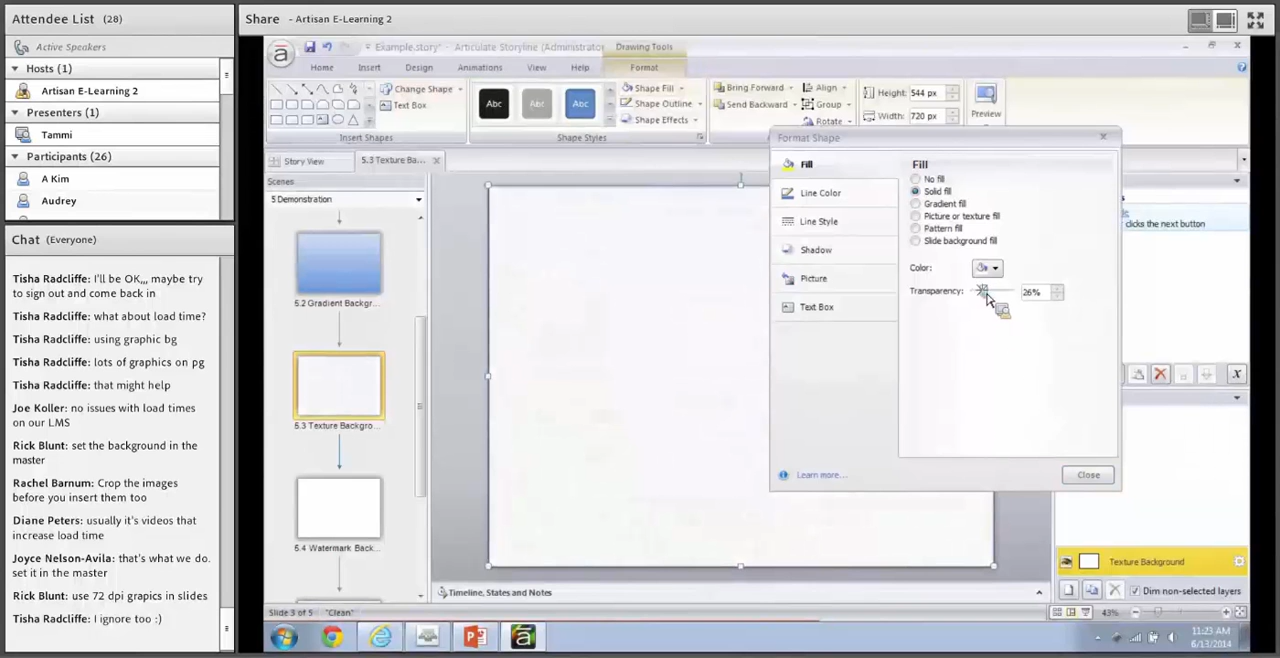 Attendee List (28)
Active Speakers
Hosts (1)
Artisan E-Learning 2
Presenters (1)
Tammi
Participants (26)
A Kim
Audrey
Chat (Everyone)
Tisha Radcliffe: I'll be OK,,, maybe try
to sign out and come back in
Tisha Radcliffe: what about load time?
Tisha Radcliffe: using graphic bg
Tisha Radcliffe: lots of graphics on pg
Tisha Radcliffe: that might help
Joe Koller: no issues with load times
on our LMS
Rick Blunt: set the background in the
master
Rachel Barnum: Crop the images
before you insert them too
Diane Peters: usually it's videos that
increase load time
Joyce Nelson-Avila: that's what we do.
set it in the master
Rick Blunt: use 72 dpi grapics in slides
Tisha Radcliffe: I ignore too :)
Share - Artisan E-Learning 2
Example.story* - Articulate Storyline (Administrator)
Drawing Tools
Home Insert Design Animations View Help Format
Change Shape
Text Box
Insert Shapes
Abc Abc Abc
Shape Fill
Shape Outline
Shape Effects
Shape Styles
Bring Forward
Send Backward
Align
Group
Rotate
Height: 544 px
Width: 720 px
Preview
Story View
5.3 Texture Ba...
Scenes
5 Demonstration
5.2 Gradient Backgr...
5.3 Texture Backgro...
5.4 Watermark Back...
Format Shape
Fill
Line Color
Line Style
Shadow
Picture
Text Box
Fill
No fill
Solid fill
Gradient fill
Picture or texture fill
Pattern fill
Slide background fill
Color:
Transparency: 26%
Learn more...
Close
clicks the next button
X
Texture Background
Dim non-selected layers
Timeline, States and Notes
Slide 3 of 5 "Clean"
43%
11:23 AM
6/13/2014